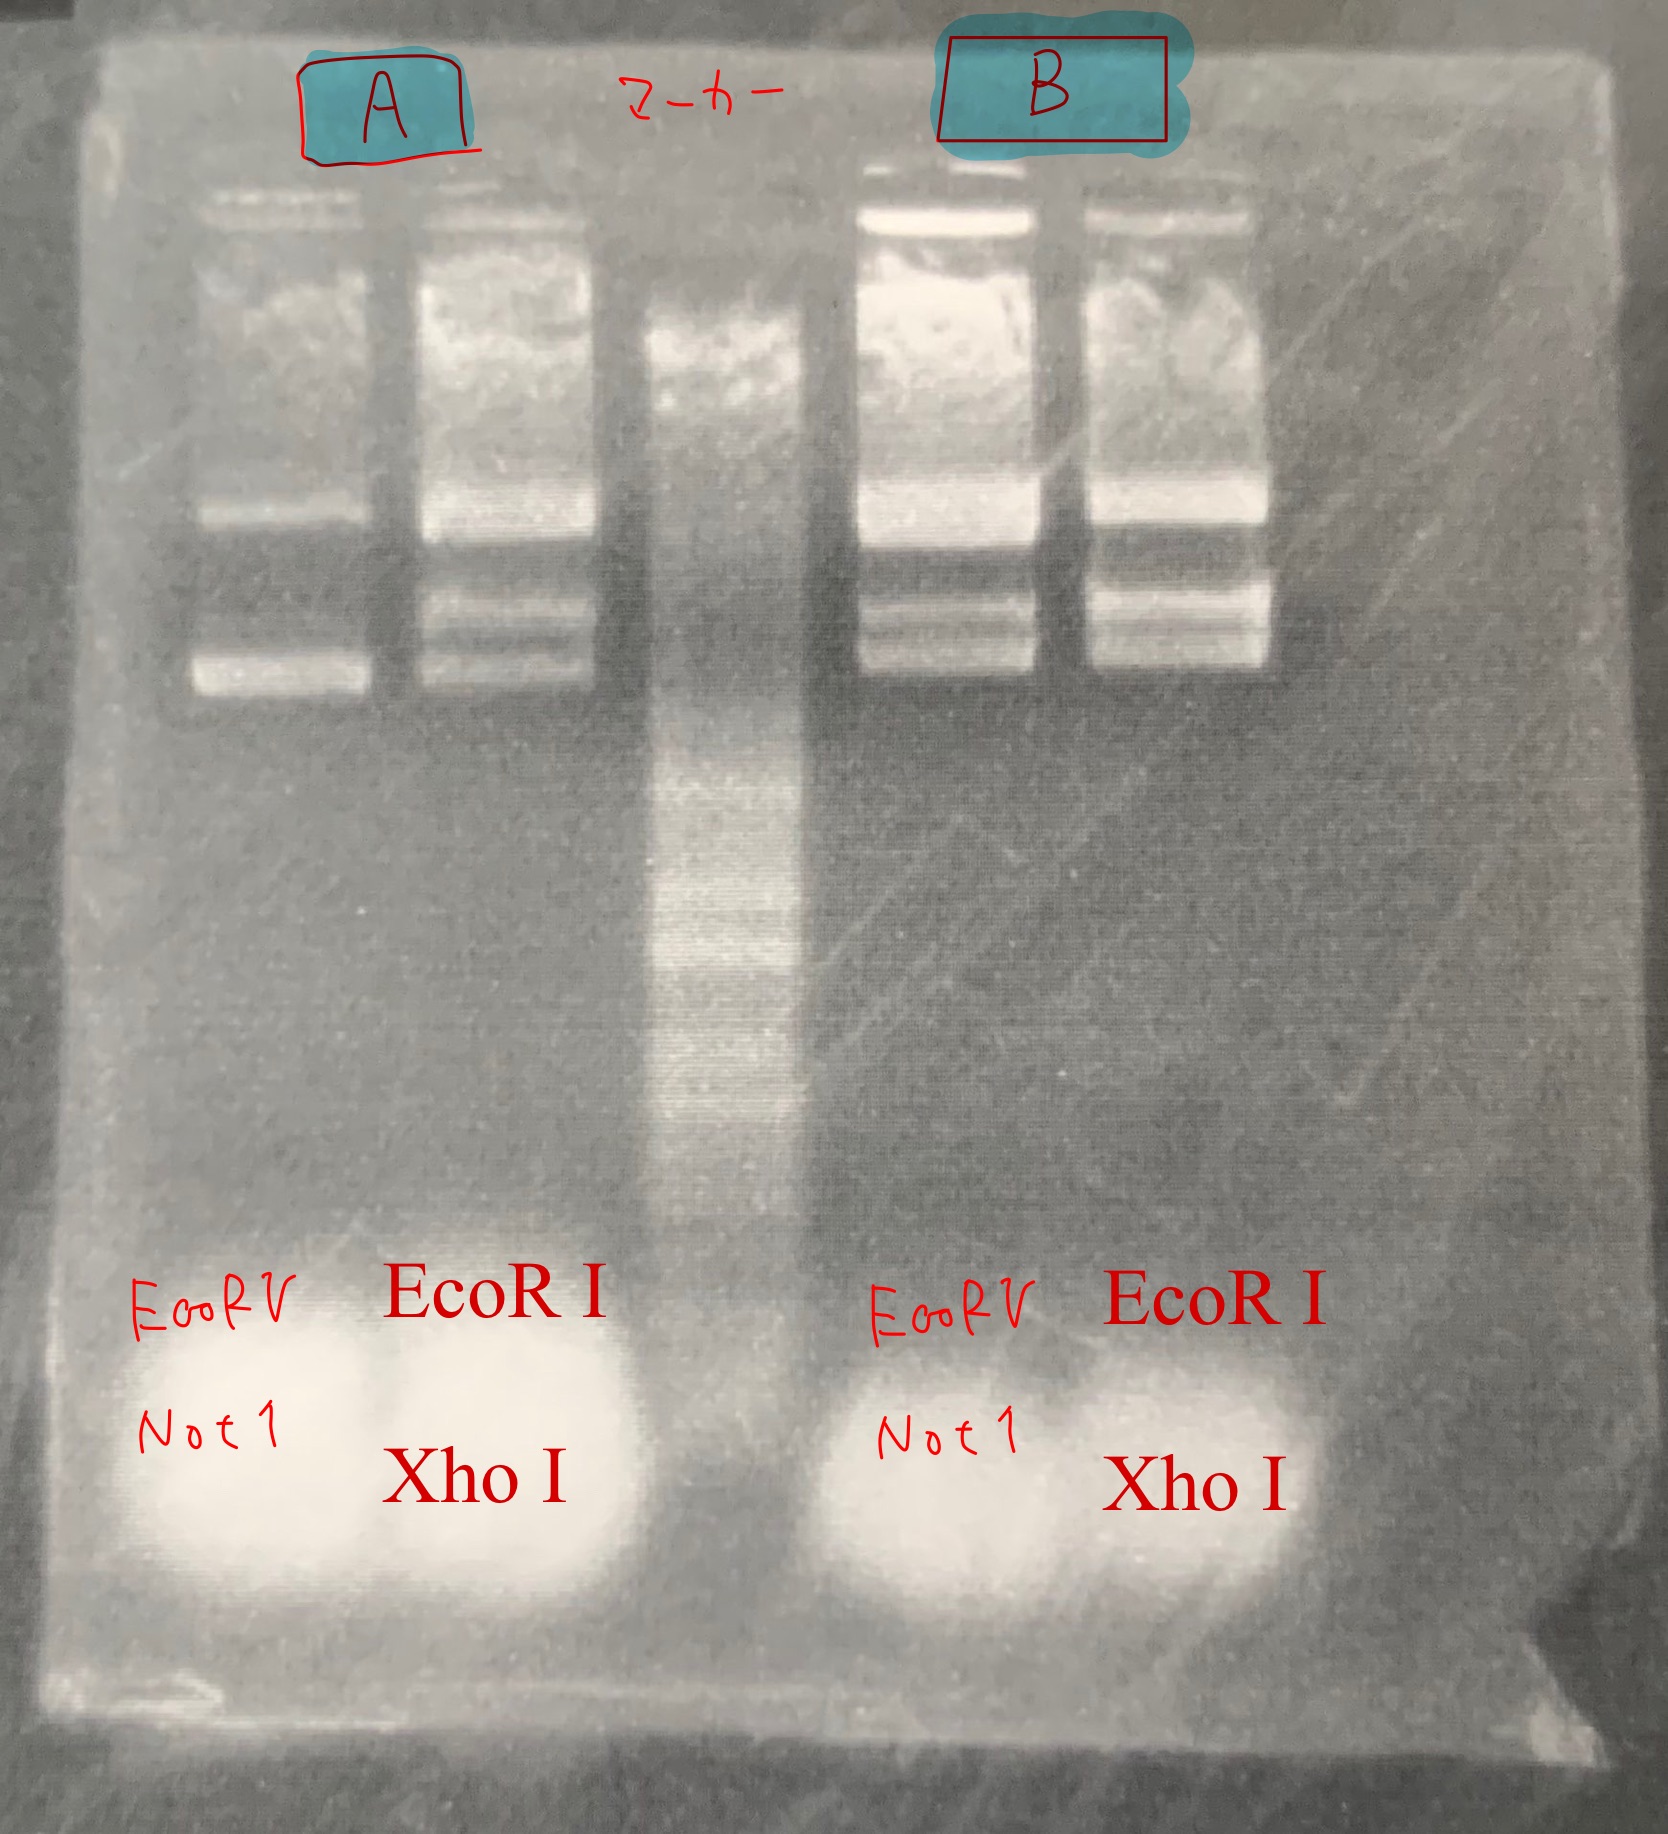 A
マーカー
B
EcoRV
EcoR I
EcoRV
EcoR I
Not1
Xho I
Not1
Xho I